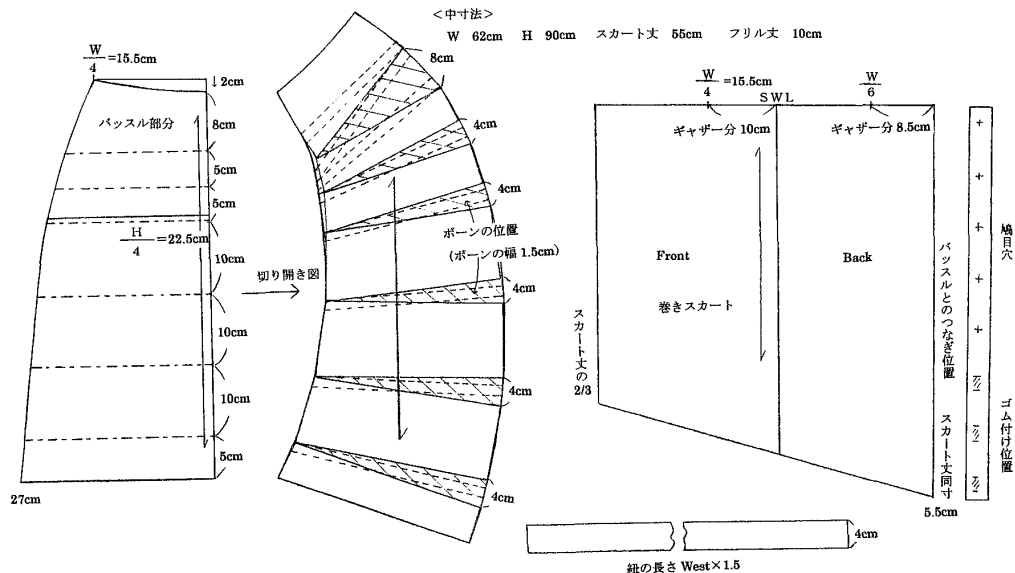 <中寸法>
W 62cm H 90cm スカート丈 55cm フリル丈 10cm
W/4=15.5cm
↓2cm
バッスル部分
8cm
5cm
5cm
H/4=22.5cm
10cm
10cm
10cm
5cm
27cm
切り開き図
8cm
4cm
4cm
ボーンの位置
(ボーンの幅1.5cm)
4cm
4cm
4cm
W/4=15.5cm
SWL
W/6
ギャザー分10cm
ギャザー分8.5cm
Front
Back
巻きスカート
スカート丈の2/3
バッスルとのつなぎ位置
スカート丈同寸
5.5cm
鳩目穴
ゴム付け位置
4cm
紐の長さ West×1.5